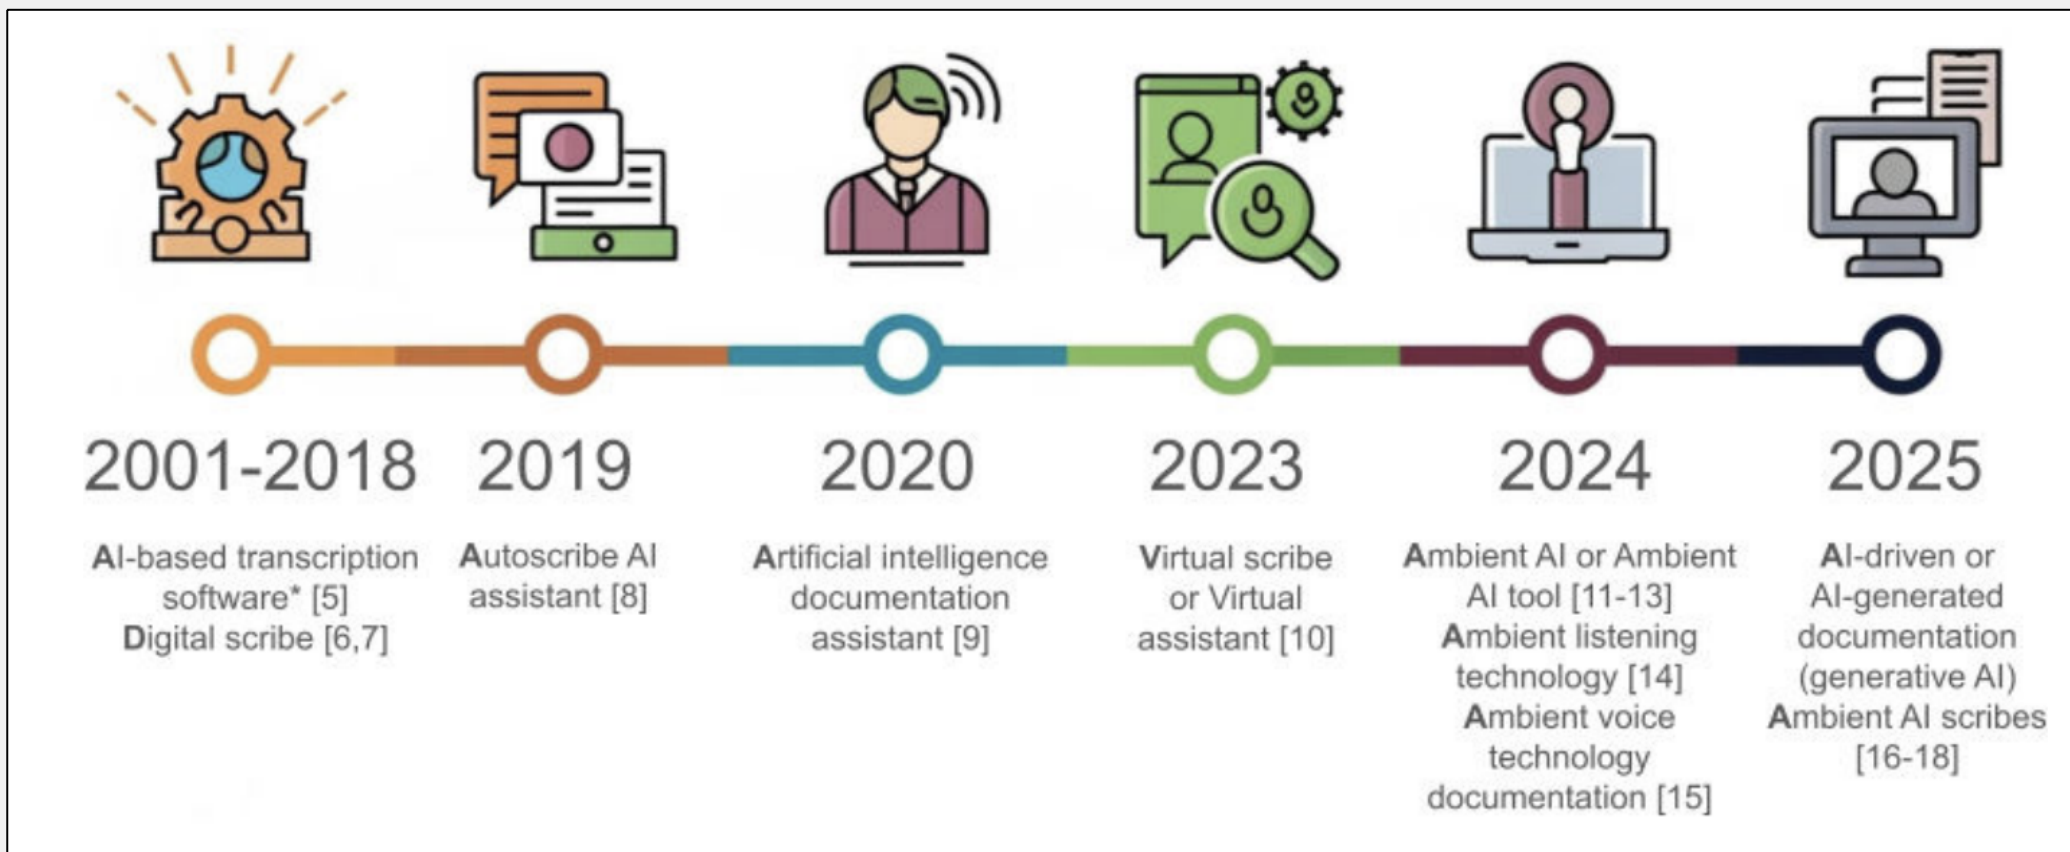 2001-2018
AI-based transcription
software* [5]
Digital scribe [6,7]
2019
Autoscribe AI
assistant [8]
2020
Artificial intelligence
documentation
assistant [9]
2023
Virtual scribe
or Virtual
assistant [10]
2024
Ambient AI or Ambient
AI tool [11-13]
Ambient listening
technology [14]
Ambient voice
technology
documentation [15]
2025
AI-driven or
AI-generated
documentation
(generative AI)
Ambient AI scribes
[16-18]